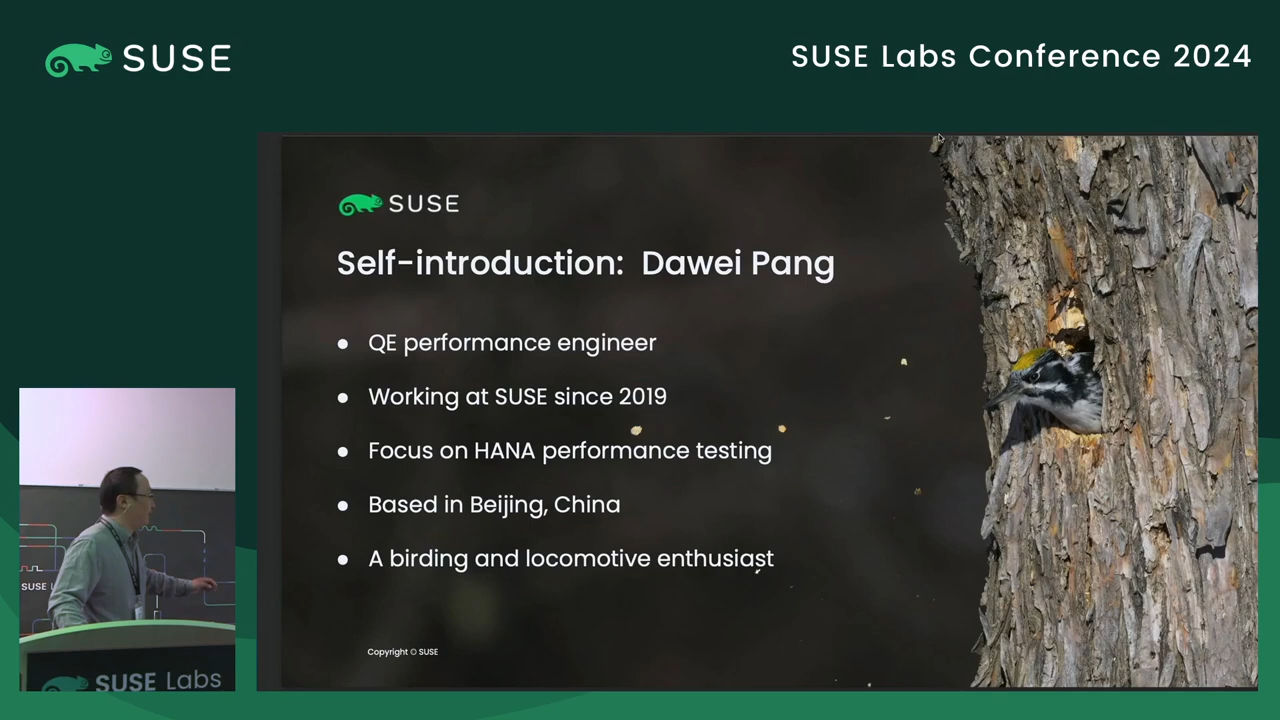 SUSE
SUSE Labs Conference 2024
SUSE
Self-introduction: Dawei Pang
• QE performance engineer
• Working at SUSE since 2019
• Focus on HANA performance testing
• Based in Beijing, China
• A birding and locomotive enthusiast
Copyright © SUSE
SUSE L
SUSE Labs